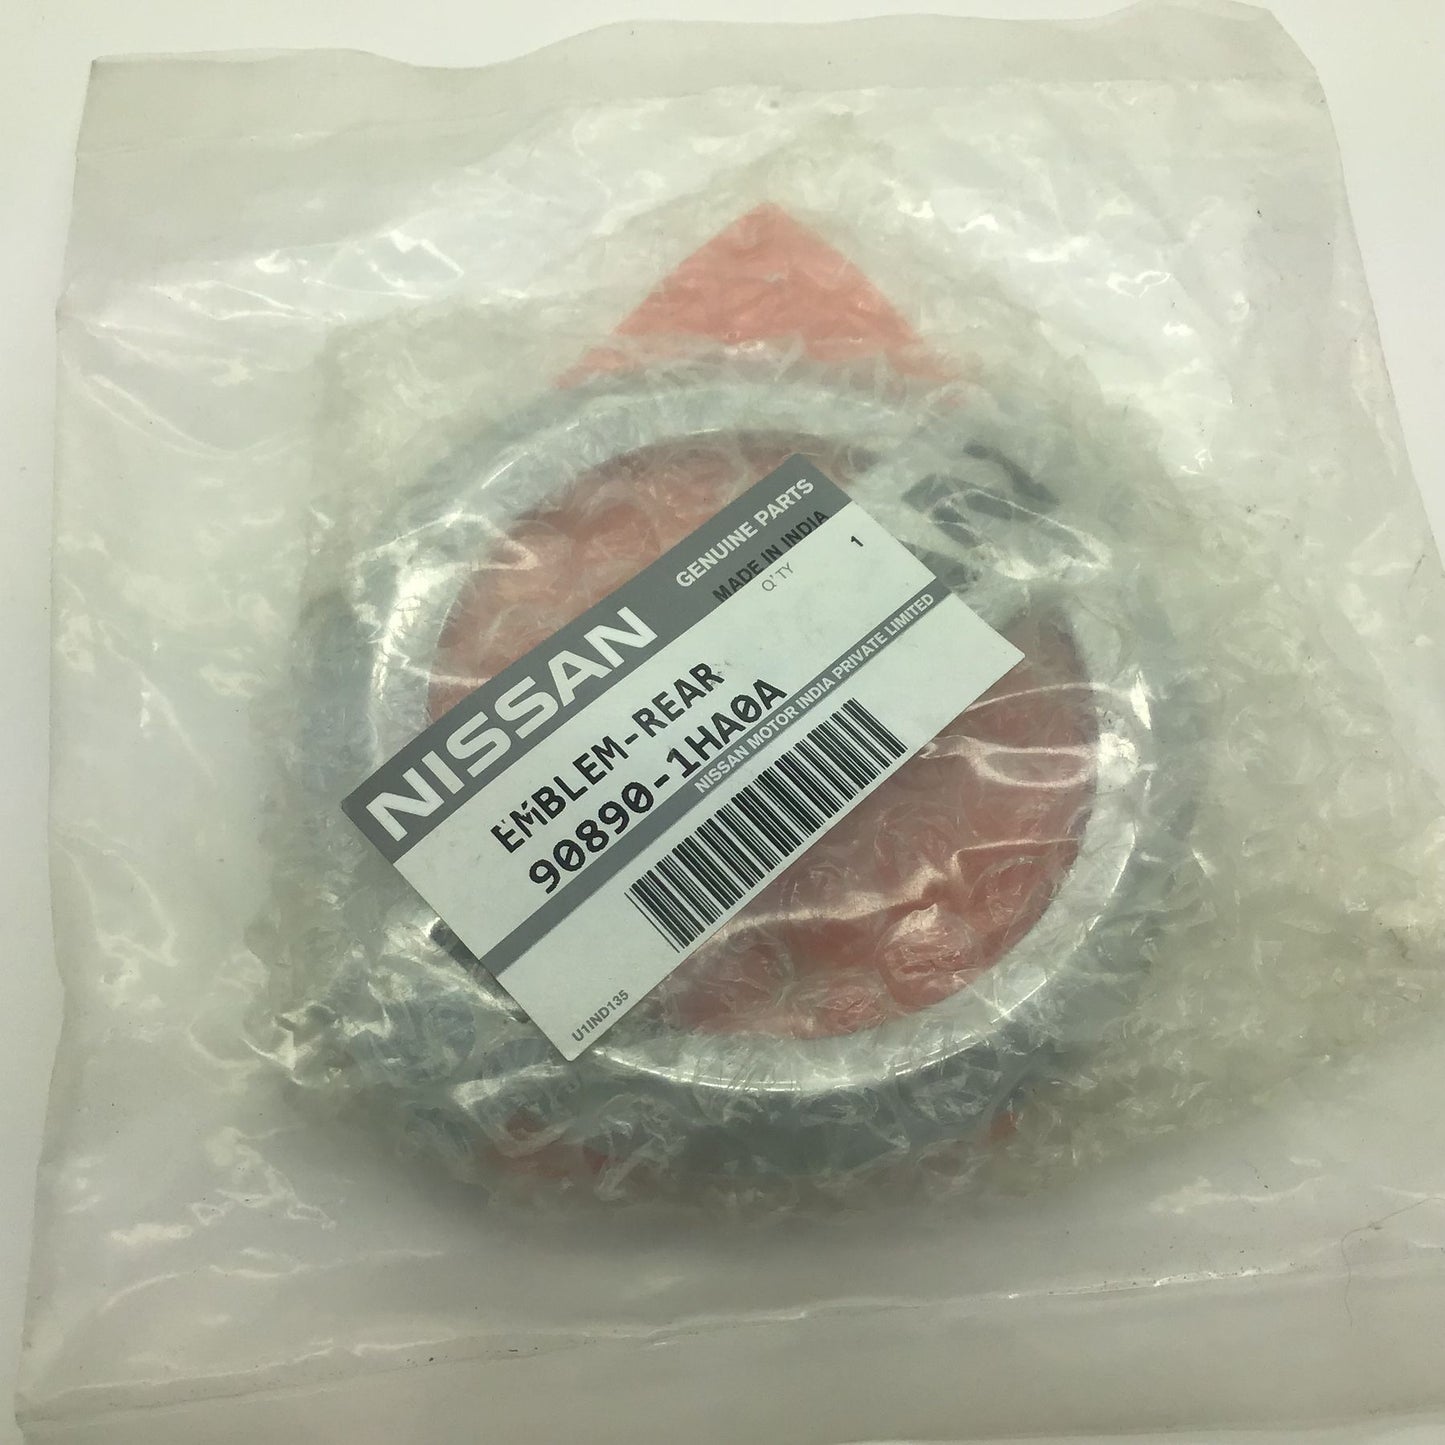 NISSAN GENUINE PARTS
MADE IN INDIA
Q'TY 1
EMBLEM-REAR
90890-1HA0A
NISSAN MOTOR INDIA PRIVATE LIMITED
U1IND135